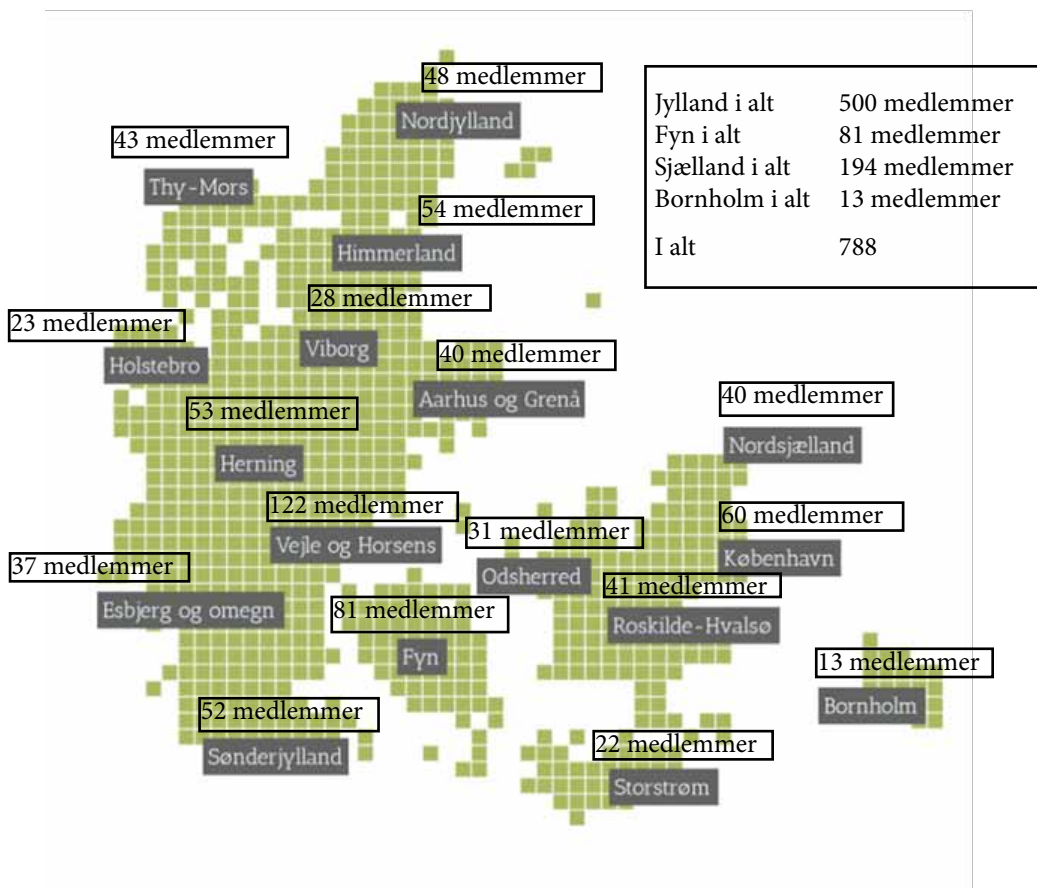 48 medlemmer
Nordjylland
Jylland i alt 500 medlemmer
Fyn i alt 81 medlemmer
Sjælland i alt 194 medlemmer
Bornholm i alt 13 medlemmer
I alt 788
43 medlemmer
Thy-Mors
54 medlemmer
Himmerland
28 medlemmer
Viborg
23 medlemmer
Holstebro
40 medlemmer
Aarhus og Grenå
53 medlemmer
Herning
40 medlemmer
Nordsjælland
122 medlemmer
Vejle og Horsens
60 medlemmer
København
31 medlemmer
Odsherred
37 medlemmer
Esbjerg og omegn
41 medlemmer
Roskilde-Hvalsø
81 medlemmer
Fyn
13 medlemmer
Bornholm
52 medlemmer
Sønderjylland
22 medlemmer
Storstrøm